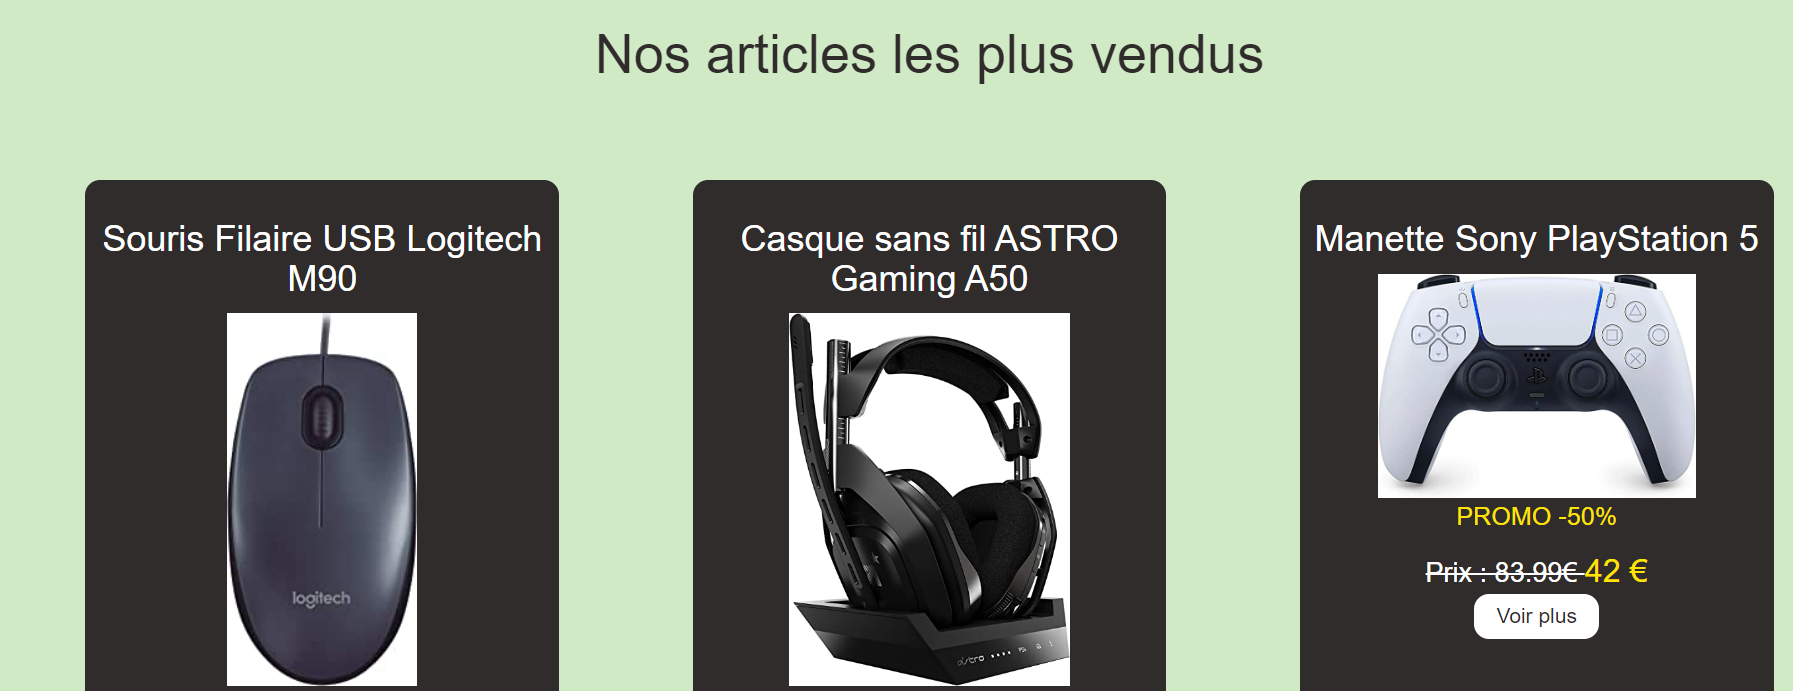 Nos articles les plus vendus
Souris Filaire USB Logitech
M90
logitech
Casque sans fil ASTRO
Gaming A50
astro
Manette Sony PlayStation 5
PROMO -50%
Prix : 83.99€ 42 €
Voir plus